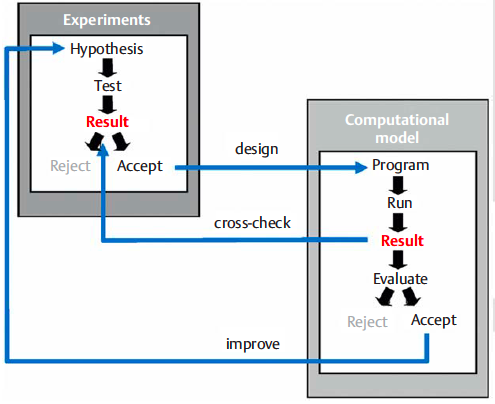 Experiments
Hypothesis
Test
Result
Reject Accept
design
cross-check
improve
Computational
model
Program
Run
Result
Evaluate
Reject Accept